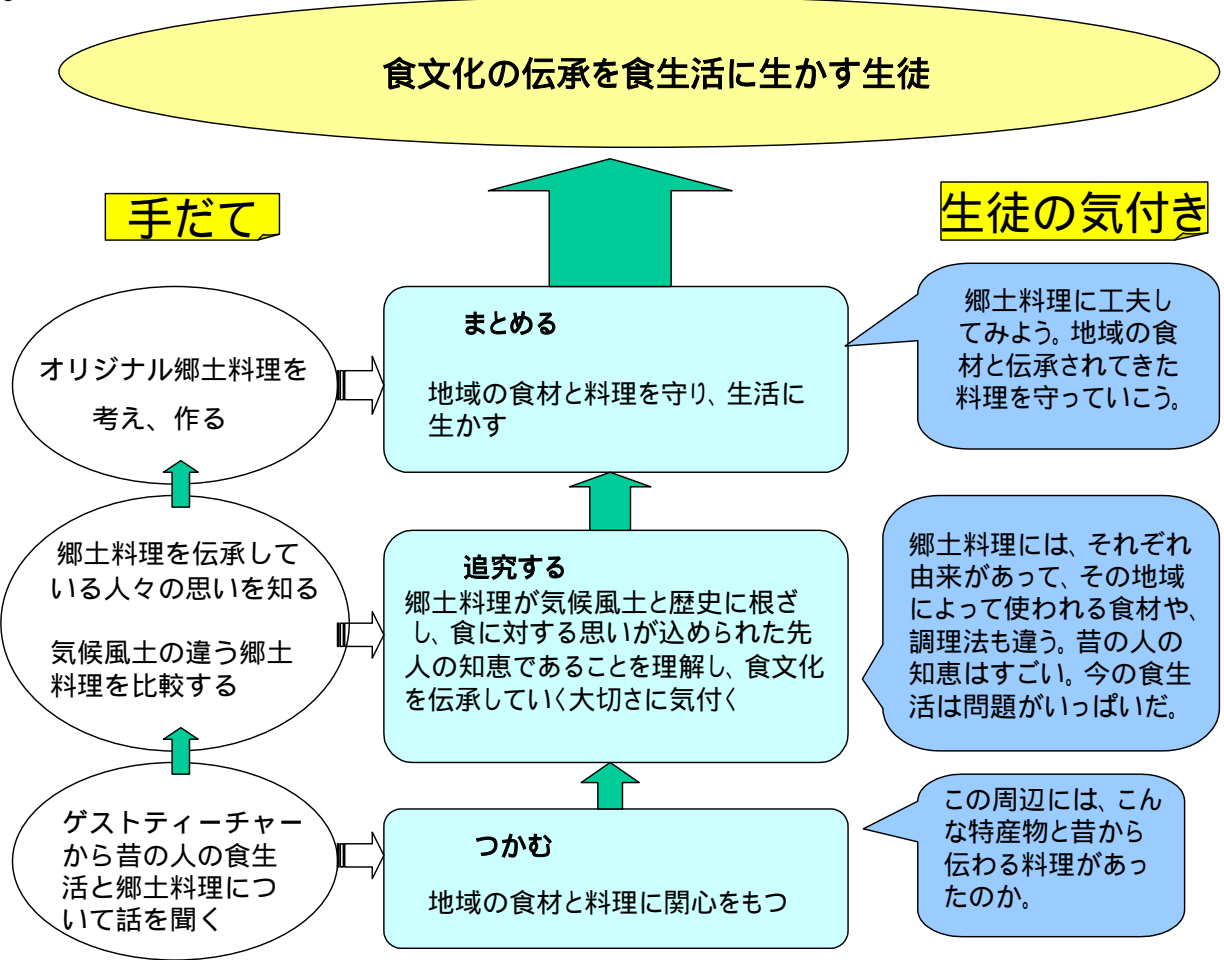 食文化の伝承を食生活に生かす生徒
手だて
生徒の気付き
オリジナル郷土料理を
考え、作る
まとめる
地域の食材と料理を守り、生活に
生かす
郷土料理に工夫し
てみよう。地域の食
材と伝承されてきた
料理を守っていこう。
郷土料理を伝承して
いる人々の思いを知る
気候風土の違う郷土
料理を比較する
追究する
郷土料理が気候風土と歴史に根ざ
し、食に対する思いが込められた先
人の知恵であることを理解し、食文化
を伝承していく大切さに気付く
郷土料理には、それぞれ
由来があって、その地域
によって使われる食材や、
調理法も違う。昔の人の
知恵はすごい。今の食生
活は問題がいっぱいだ。
ゲストティーチャー
から昔の人の食生
活と郷土料理につ
いて話を聞く
つかむ
地域の食材と料理に関心をもつ
この周辺には、こん
な特産物と昔から
伝わる料理があっ
たのか。